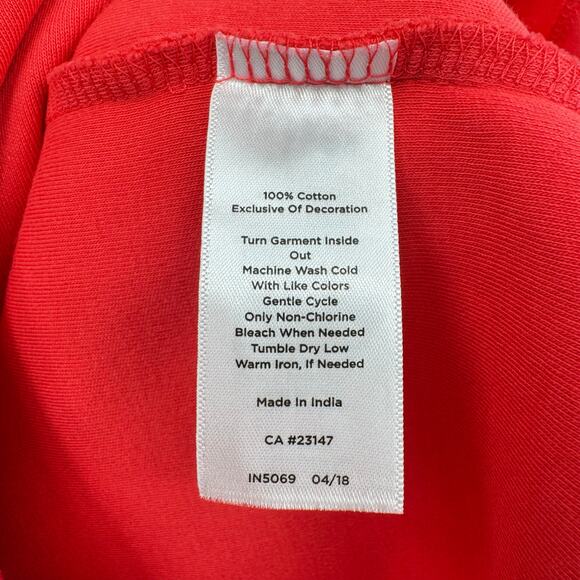 100% Cotton
Exclusive Of Decoration
Turn Garment Inside
Out
Machine Wash Cold
With Like Colors
Gentle Cycle
Only Non-Chlorine
Bleach When Needed
Tumble Dry Low
Warm Iron, If Needed
Made In India
CA #23147
IN5069 04/18